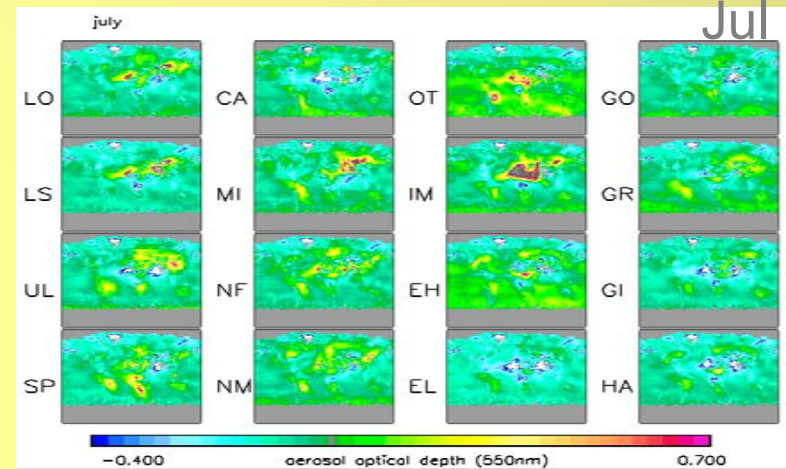 Jul
july
LO CA OT GO
LS MI IM GR
UL NF EH GI
SP NM EL HA
-0.400 aerosol optical depth (550nm) 0.700